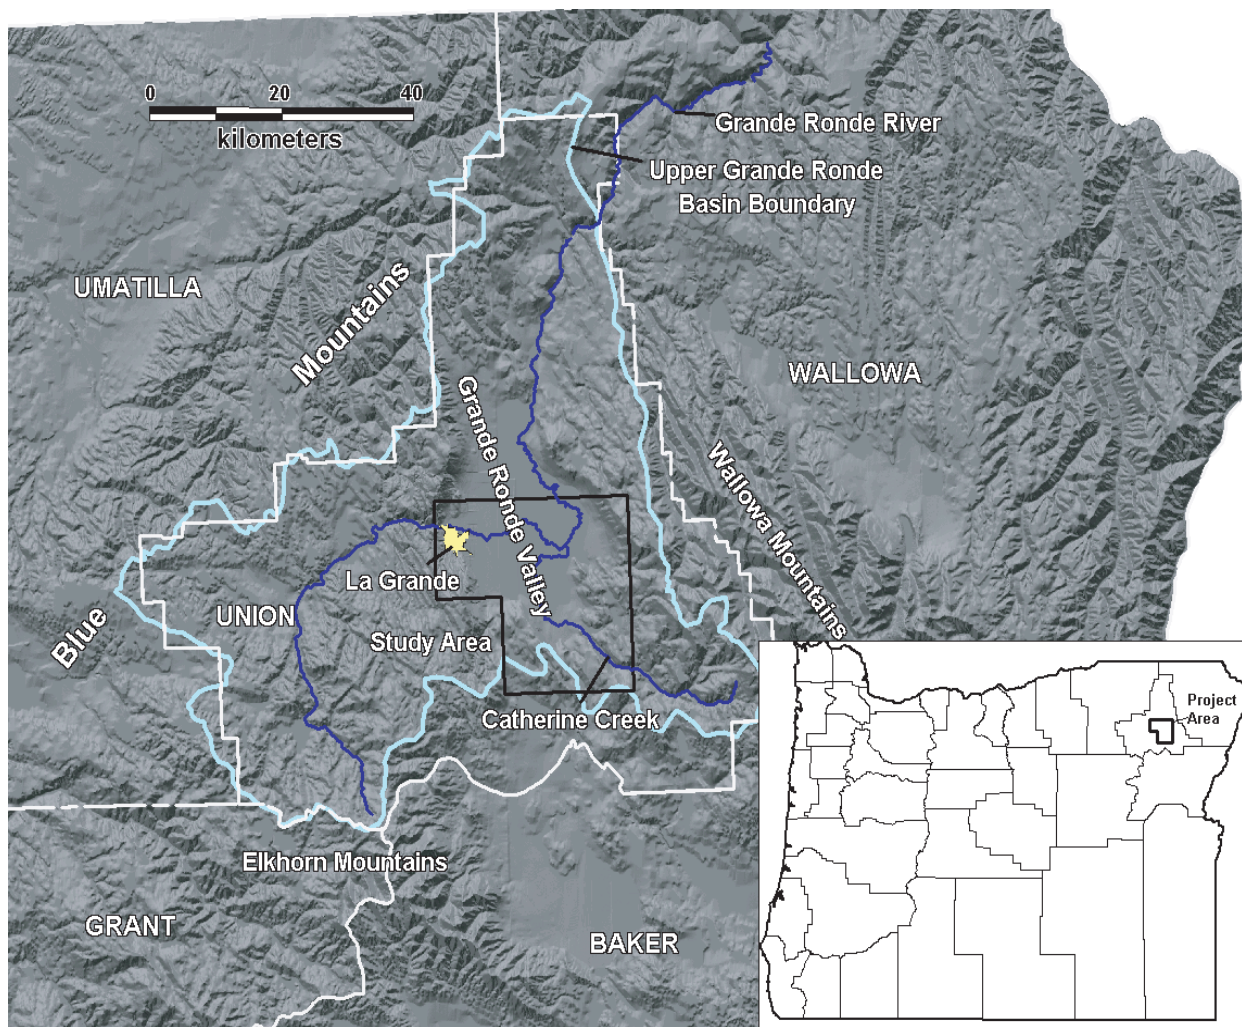 0 20 40
kilometers
Grande Ronde River
Upper Grande Ronde
Basin Boundary
UMATILLA
Mountains
WALLOWA
Grande Ronde Valley
Wallowa Mountains
La Grande
UNION
Blue
Study Area
Catherine Creek
Project
Area
Elkhorn Mountains
GRANT
BAKER